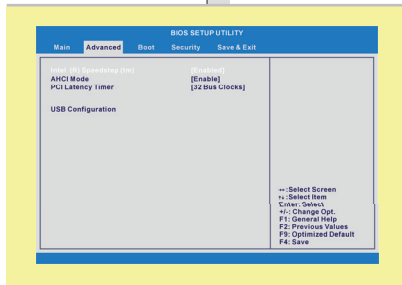 BIOS SETUP UTILITY
Main Advanced Boot Security Save & Exit
Intel (R) Speedstep (tm) [Enabled]
AHCI Mode [Enable]
PCI Latency Timer [32 Bus Clocks]
USB Configuration
↔:Select Screen
↑↓:Select Item
Enter: Select
+/-: Change Opt.
F1: General Help
F2: Previous Values
F9: Optimized Default
F4: Save